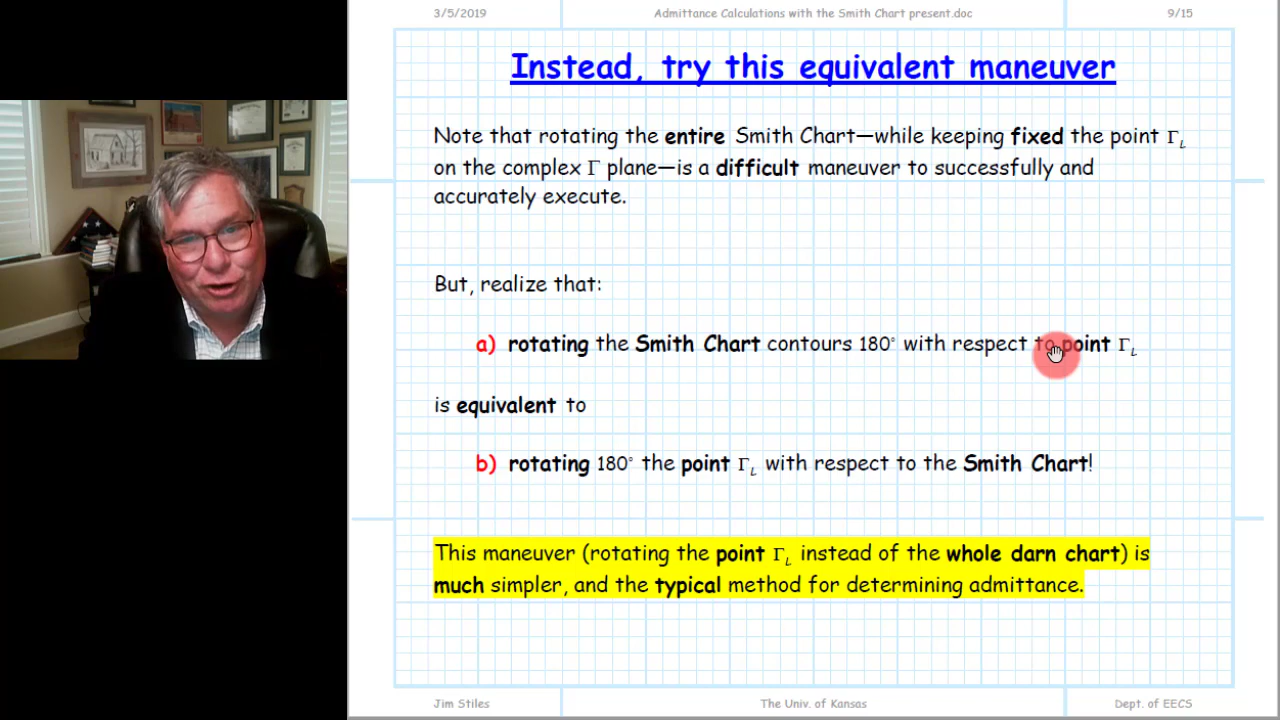 3/5/2019 Admittance Calculations with the Smith Chart present.doc 9/15
Instead, try this equivalent maneuver
Note that rotating the entire Smith Chart—while keeping fixed the point Γ_L
on the complex Γ plane—is a difficult maneuver to successfully and
accurately execute.
But, realize that:
a) rotating the Smith Chart contours 180° with respect to point Γ_L
is equivalent to
b) rotating 180° the point Γ_L with respect to the Smith Chart!
This maneuver (rotating the point Γ_L instead of the whole darn chart) is
much simpler, and the typical method for determining admittance.
Jim Stiles The Univ. of Kansas Dept. of EECS